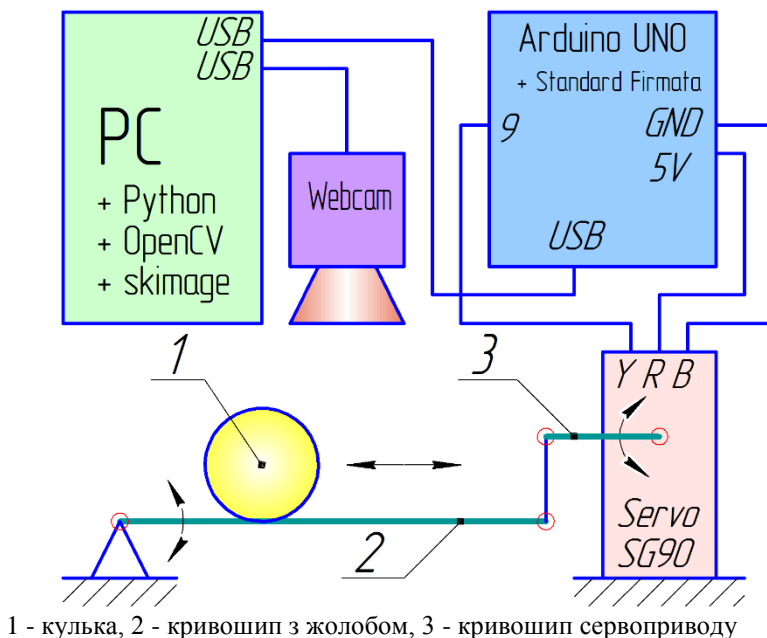 USB
USB
PC
+ Python
+ OpenCV
+ skimage
Webcam
Arduino UNO
+ Standard Firmata
9
GND
5V
USB
1
3
Y R B
2
Servo
SG90
1 - кулька, 2 - кривошип з жолобом, 3 - кривошип сервоприводу